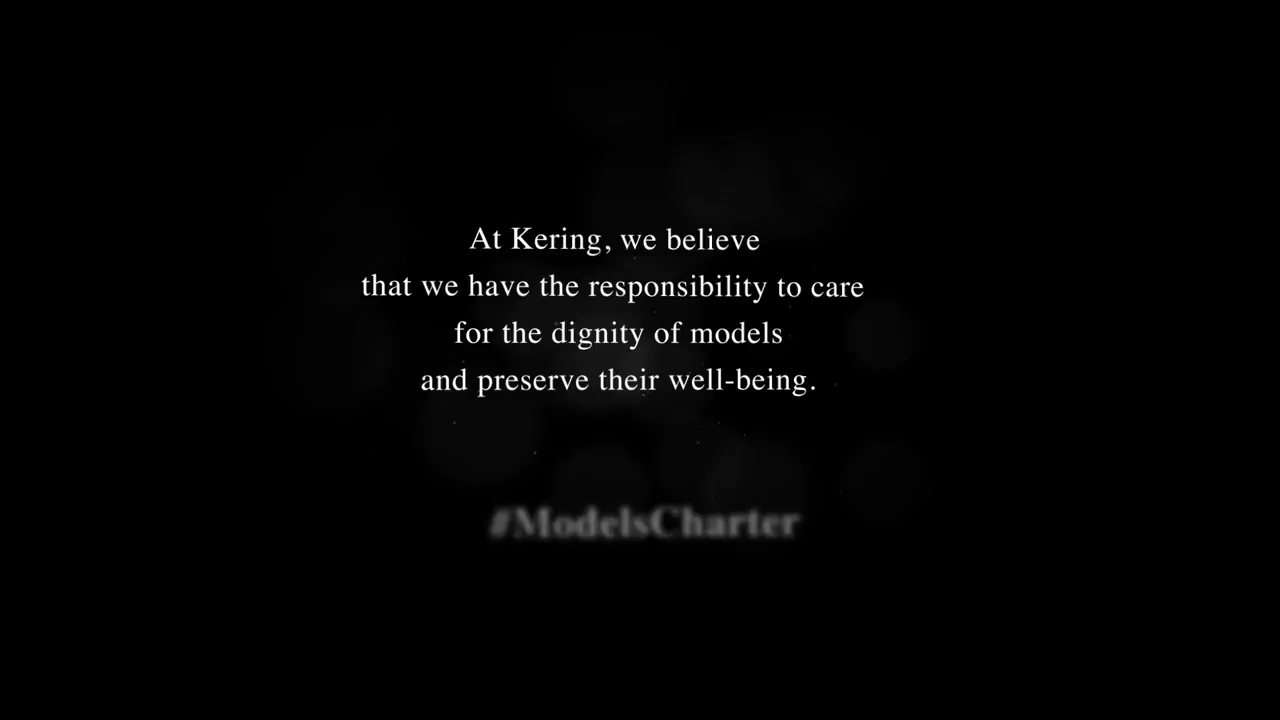 At Kering, we believe
that we have the responsibility to care
for the dignity of models
and preserve their well-being.
#ModelsCharter